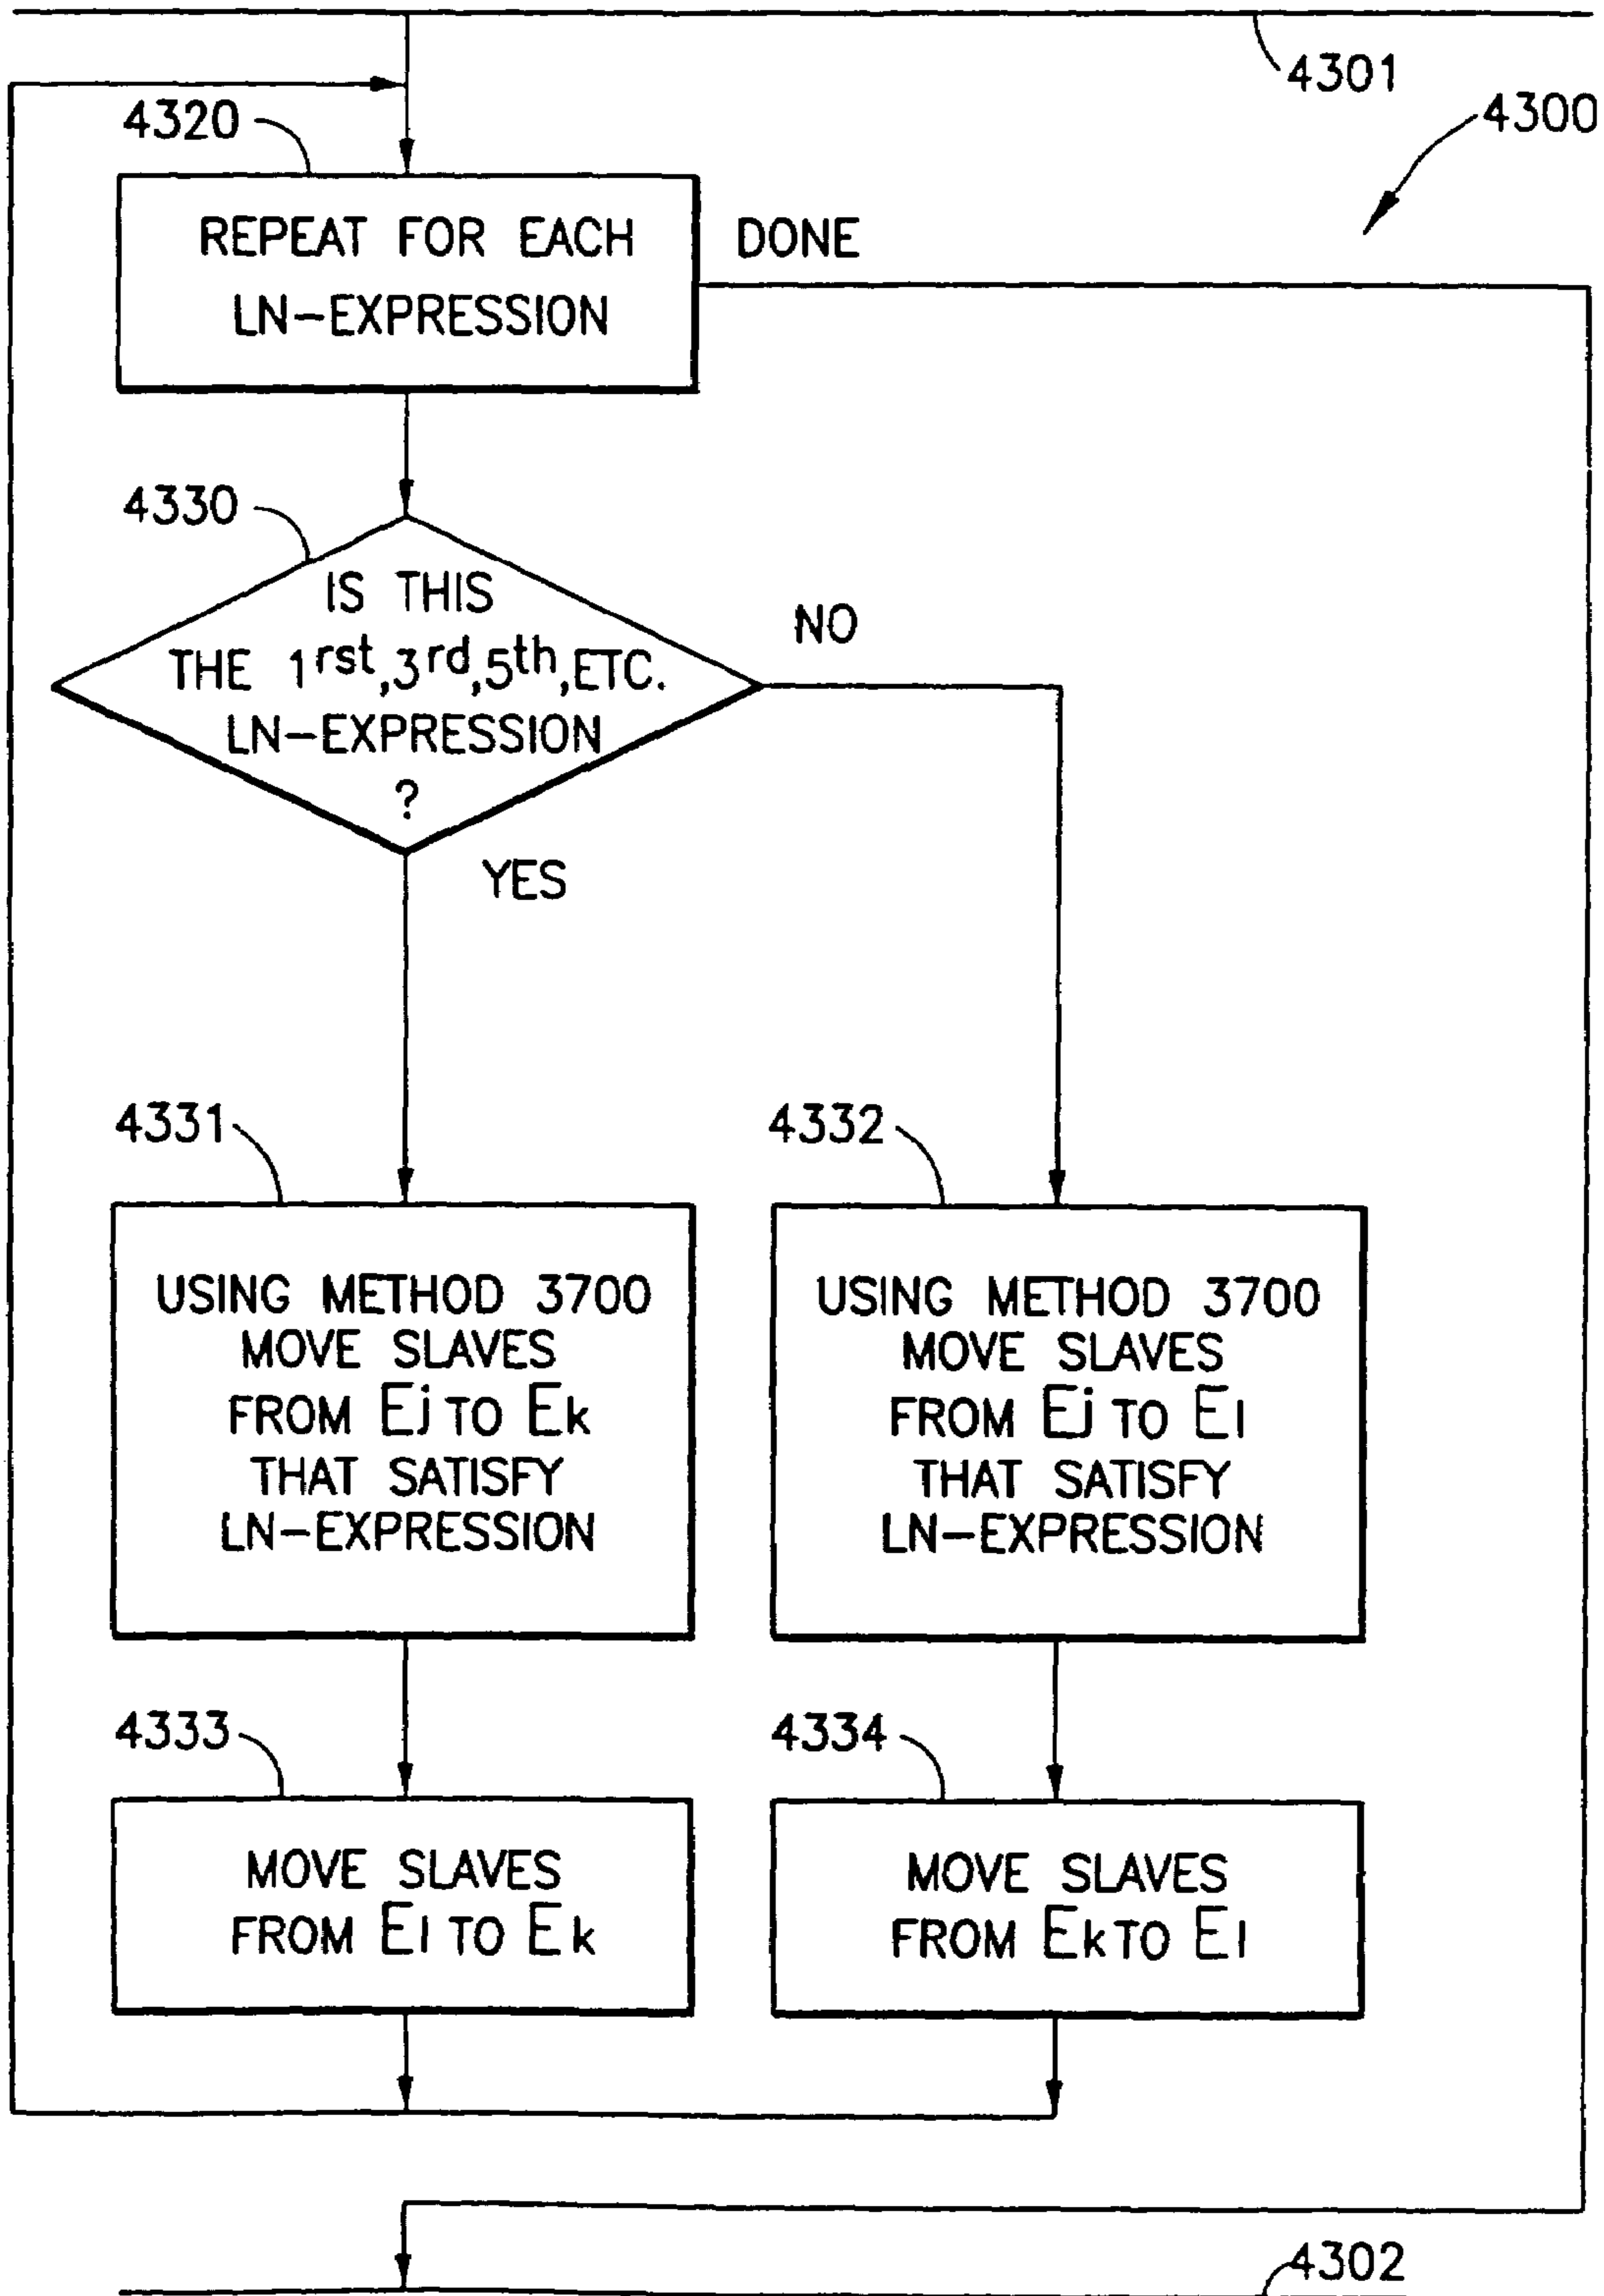 4301
4300
4320
REPEAT FOR EACH
LN-EXPRESSION
DONE
4330
IS THIS
THE 1rst,3rd,5th,ETC.
LN-EXPRESSION
?
NO
YES
4331
USING METHOD 3700
MOVE SLAVES
FROM Ej TO Ek
THAT SATISFY
LN-EXPRESSION
4332
USING METHOD 3700
MOVE SLAVES
FROM Ej TO El
THAT SATISFY
LN-EXPRESSION
4333
MOVE SLAVES
FROM El TO Ek
4334
MOVE SLAVES
FROM Ek TO El
4302